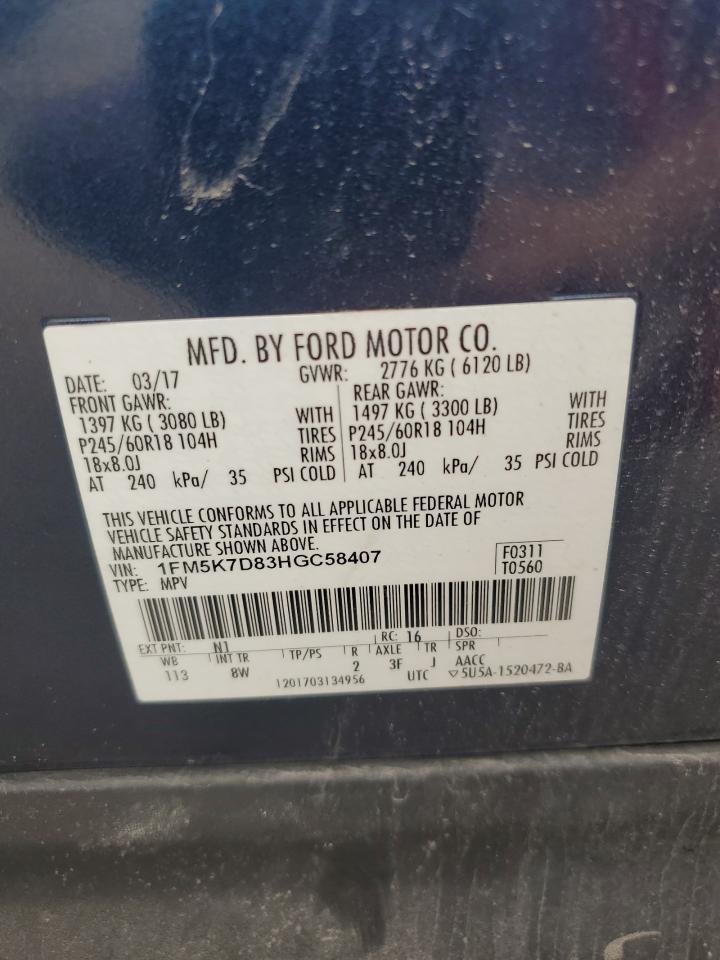 MFD. BY FORD MOTOR CO.
DATE: 03/17 GVWR: 2776 KG ( 6120 LB)
FRONT GAWR: REAR GAWR:
1397 KG ( 3080 LB) WITH 1497 KG ( 3300 LB) WITH
P245/60R18 104H TIRES P245/60R18 104H TIRES
18x8.0J RIMS 18x8.0J RIMS
AT 240 kPa/ 35 PSI COLD AT 240 kPa/ 35 PSI COLD
THIS VEHICLE CONFORMS TO ALL APPLICABLE FEDERAL MOTOR
VEHICLE SAFETY STANDARDS IN EFFECT ON THE DATE OF
MANUFACTURE SHOWN ABOVE.
VIN: 1FM5K7D83HGC58407 F0311
TYPE: MPV T0560
EXT PNT: N1 RC: 16 DSO:
WB INT TR TP/PS R AXLE TR SPR
113 8W 2 3F J AACC
1201703134956 UTC ▽5U5A-1520472-BA